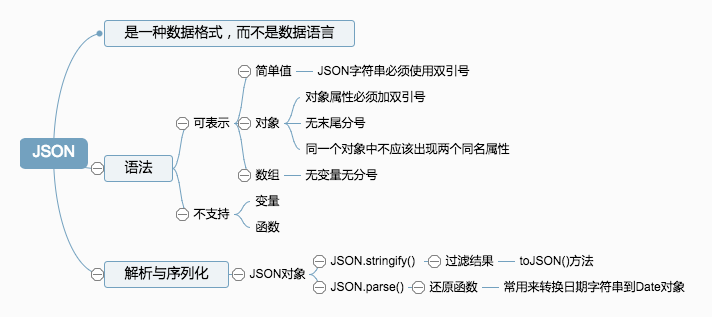 JSON
是一种数据格式，而不是数据语言
语法
可表示
简单值
JSON字符串必须使用双引号
对象
对象属性必须加双引号
无末尾分号
同一个对象中不应该出现两个同名属性
数组
无变量无分号
不支持
变量
函数
解析与序列化
JSON对象
JSON.stringify()
过滤结果
toJSON()方法
JSON.parse()
还原函数
常用来转换日期字符串到Date对象